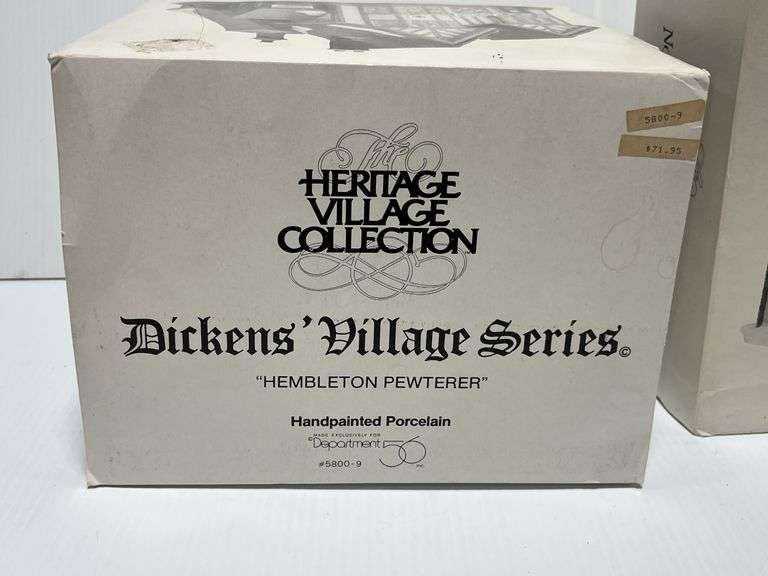 The
HERITAGE
VILLAGE
COLLECTION
Dickens' Village Series©
"HEMBLETON PEWTERER"
Handpainted Porcelain
MADE EXCLUSIVELY FOR
©Department 56 INC.
#5800-9
5800-9
$71.95